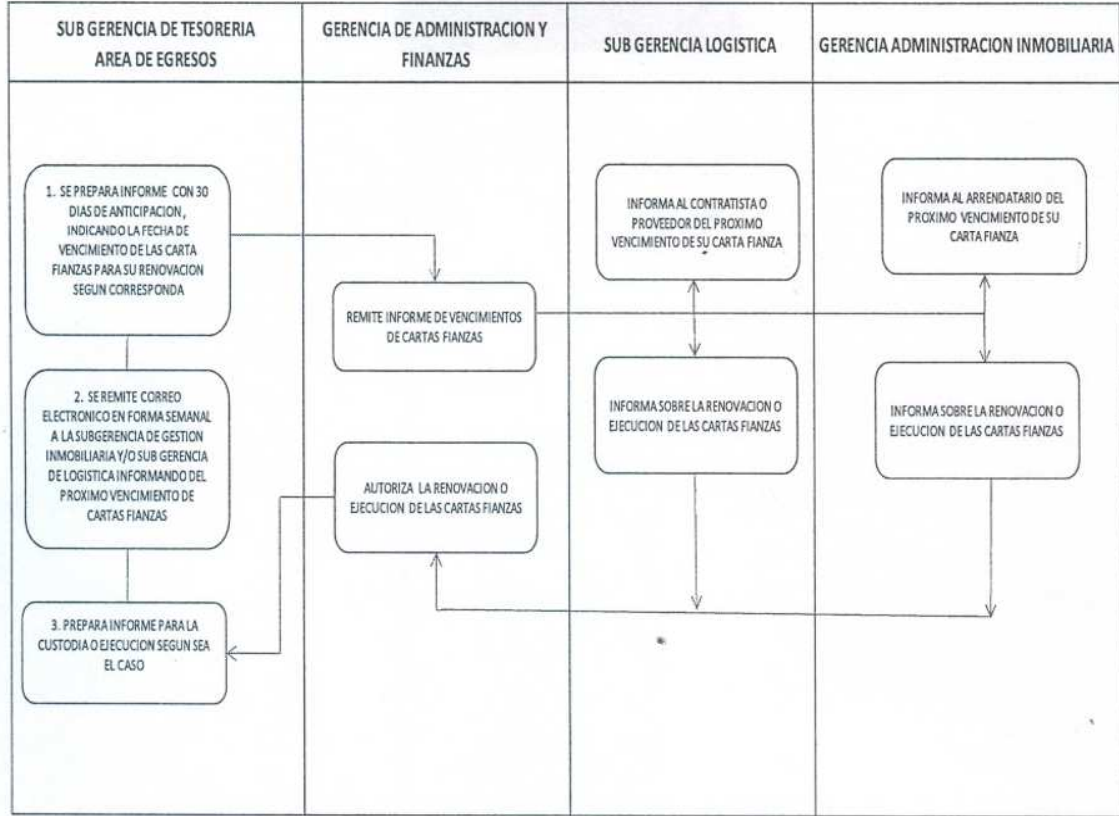 SUB GERENCIA DE TESORERIA
AREA DE EGRESOS
GERENCIA DE ADMINISTRACION Y
FINANZAS
SUB GERENCIA LOGISTICA
GERENCIA ADMINISTRACION INMOBILIARIA
1. SE PREPARA INFORME CON 30
DIAS DE ANTICIPACION,
INDICANDO LA FECHA DE
VENCIMIENTO DE LAS CARTA
FIANZAS PARA SU RENOVACION
SEGUN CORRESPONDA
INFORMA AL CONTRATISTA O
PROVEEDOR DEL PROXIMO
VENCIMIENTO DE SU CARTA FIANZA
INFORMA AL ARRENDATARIO DEL
PROXIMO VENCIMIENTO DE SU
CARTA FIANZA
REMITE INFORME DE VENCIMIENTOS
DE CARTAS FIANZAS
2. SE REMITE CORREO
ELECTRONICO EN FORMA SEMANAL
A LA SUBGERENCIA DE GESTION
INMOBILIARIA Y/O SUB GERENCIA
DE LOGISTICA INFORMANDO DEL
PROXIMO VENCIMIENTO DE
CARTAS FIANZAS
INFORMA SOBRE LA RENOVACION O
EJECUCION DE LAS CARTAS FIANZAS
INFORMA SOBRE LA RENOVACION O
EJECUCION DE LAS CARTAS FIANZAS
AUTORIZA LA RENOVACION O
EJECUCION DE LAS CARTAS FIANZAS
3. PREPARA INFORME PARA LA
CUSTODIA O EJECUCION SEGUN SEA
EL CASO